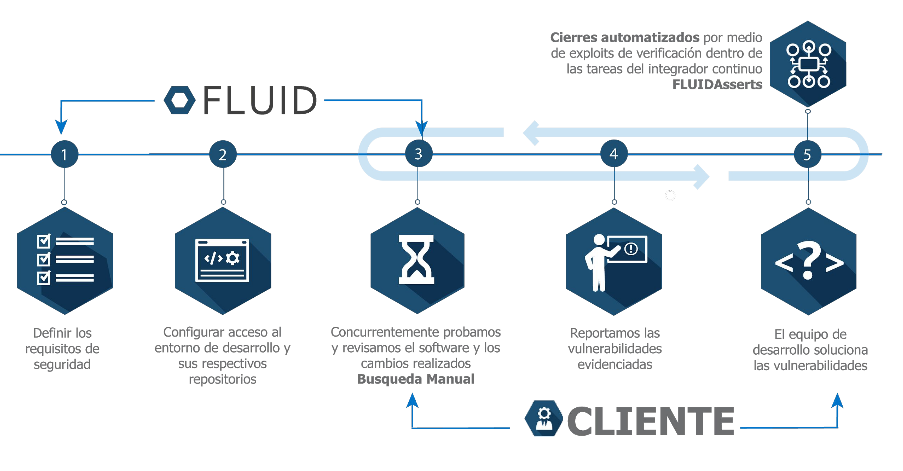 Cierres automatizados por medio
de exploits de verificación dentro de
las tareas del integrador continuo
FLUIDAsserts
FLUID
1
2
3
4
5
</>
<?>
Definir los
requisitos de
seguridad
Configurar acceso al
entorno de desarrollo y
sus respectivos
repositorios
Concurrentemente probamos
y revisamos el software y los
cambios realizados
Busqueda Manual
Reportamos las
vulnerabilidades
evidenciadas
El equipo de
desarrollo soluciona
las vulnerabilidades
CLIENTE